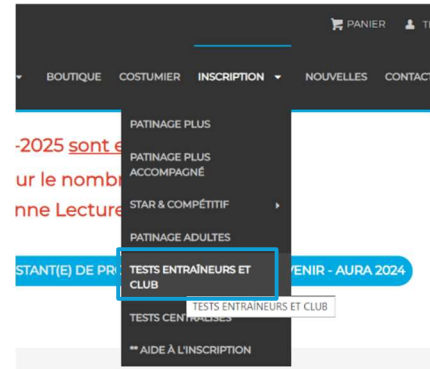 PANIER
BOUTIQUE COSTUMIER INSCRIPTION NOUVELLES CONTACT
PATINAGE PLUS
-2025 sont
PATINAGE PLUS
ACCOMPAGNÉ
ur le nomb
STAR & COMPÉTITIF
nne Lecture
PATINAGE ADULTES
STANT(E) DE VENIR - AURA 2024
TESTS ENTRAÎNEURS ET
CLUB
TESTS ENTRAÎNEURS ET CLUB
TESTS CENTRALISÉS
** AIDE À L'INSCRIPTION